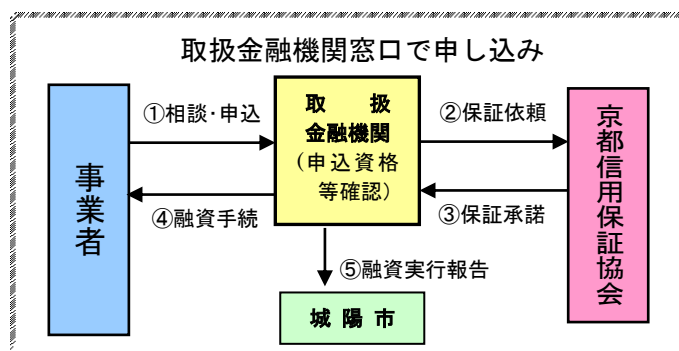 取扱金融機関窓口で申し込み
事業者
①相談・申込
取　扱
金融機関
（申込資格
等確認）
②保証依頼
京都信用保証協会
④融資手続
③保証承諾
⑤融資実行報告
城 陽 市